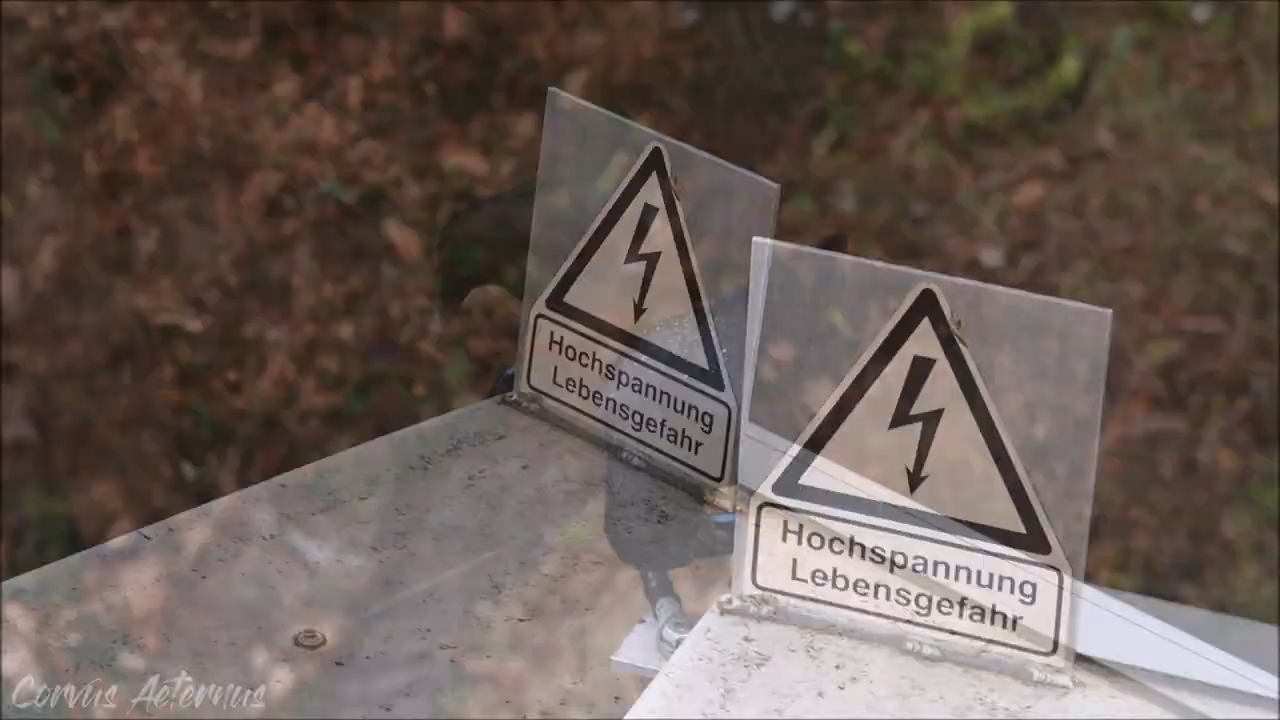 Hochspannung
Lebensgefahr
Hochspannung
Lebensgefahr
Corvus Aeternus